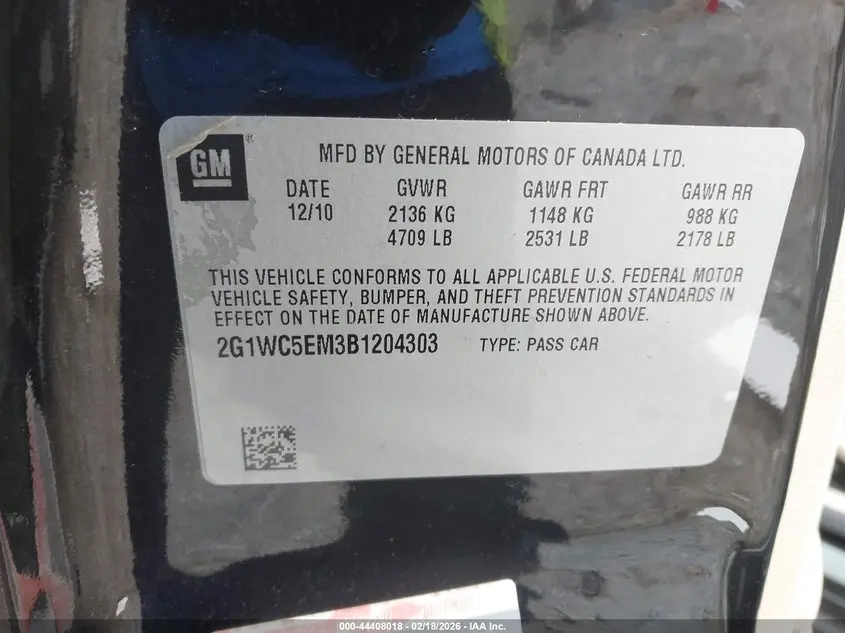 GM
MFD BY GENERAL MOTORS OF CANADA LTD.
DATE GVWR GAWR FRT GAWR RR
12/10 2136 KG 1148 KG 988 KG
4709 LB 2531 LB 2178 LB
THIS VEHICLE CONFORMS TO ALL APPLICABLE U.S. FEDERAL MOTOR
VEHICLE SAFETY, BUMPER, AND THEFT PREVENTION STANDARDS IN
EFFECT ON THE DATE OF MANUFACTURE SHOWN ABOVE.
2G1WC5EM3B1204303 TYPE: PASS CAR
000-44408018 - 02/18/2026 - IAA Inc.